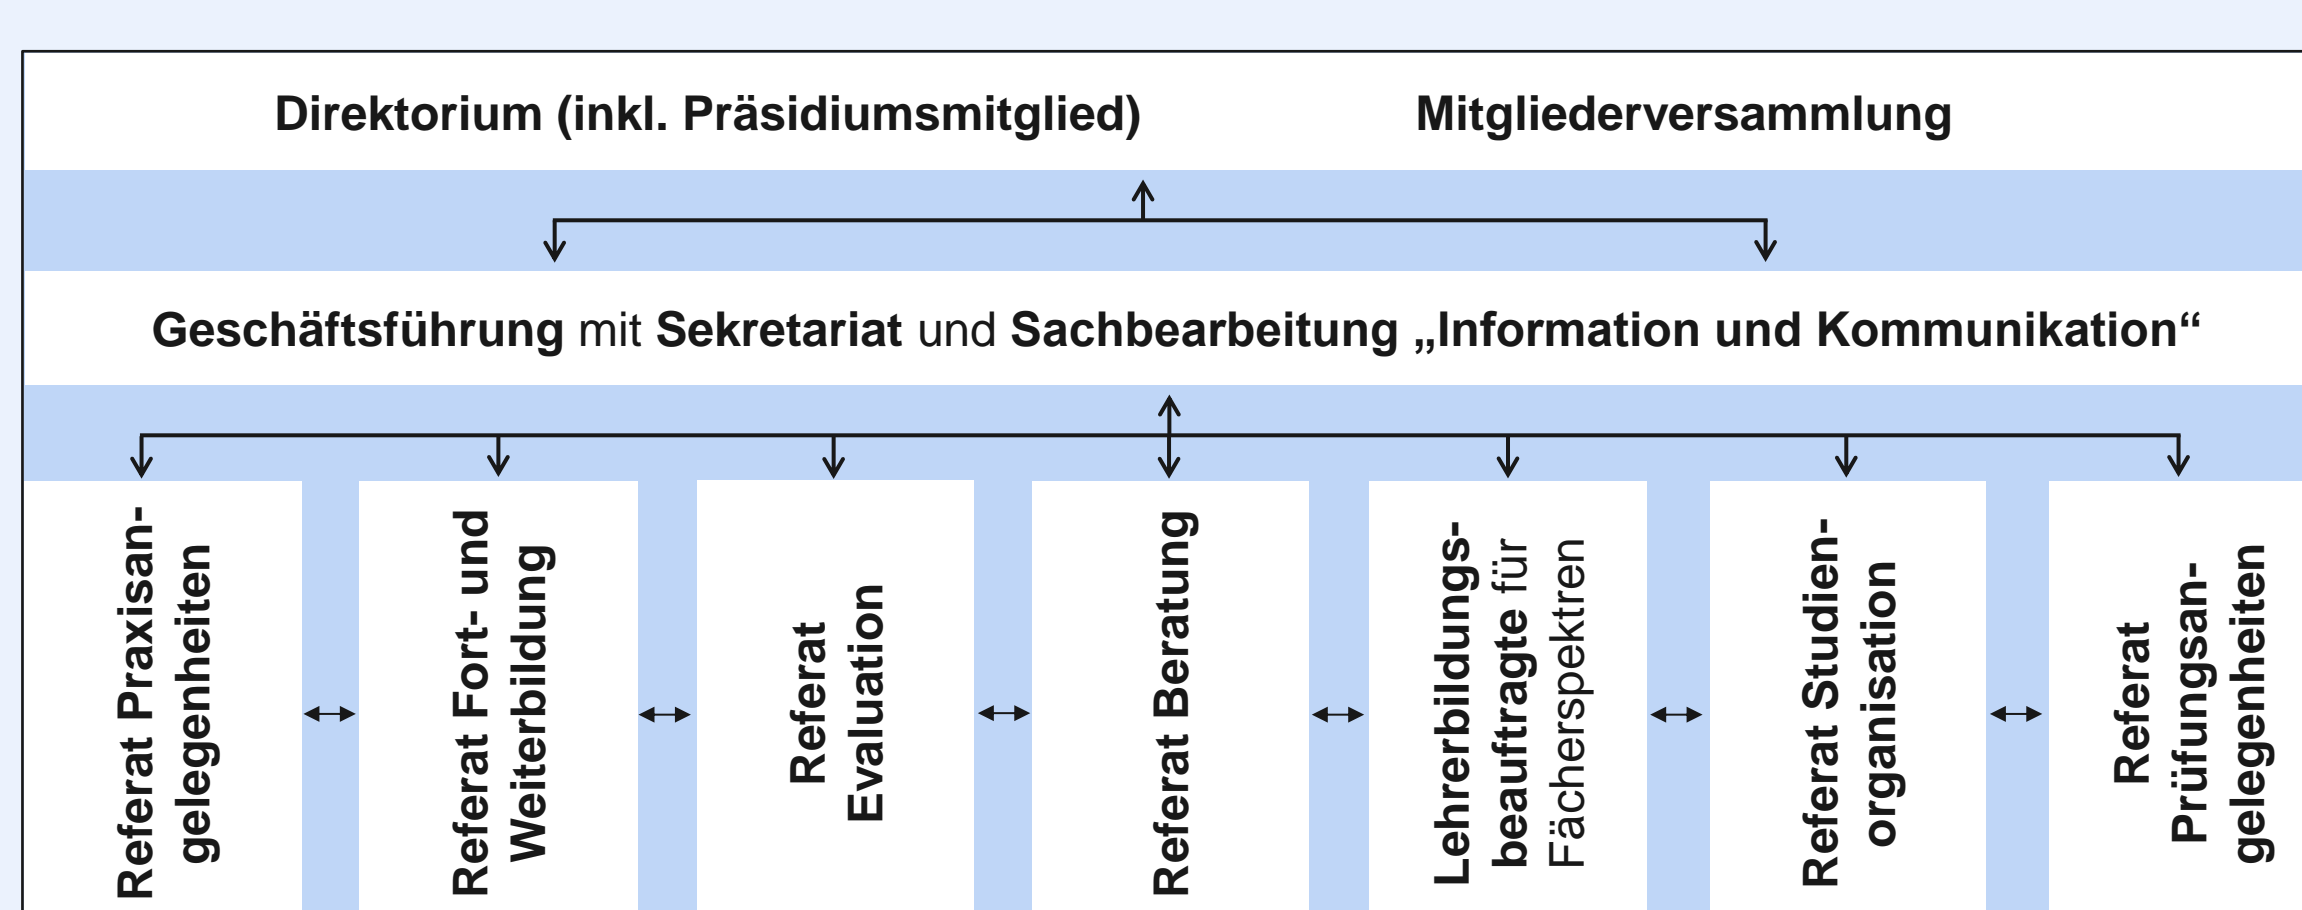 Direktorium (inkl. Präsidiumsmitglied) Mitgliederversammlung
Geschäftsführung mit Sekretariat und Sachbearbeitung „Information und Kommunikation“
Referat Praxisan-
gelegenheiten
Referat Fort- und
Weiterbildung
Referat
Evaluation
Referat Beratung
Lehrerbildungs-
beauftragte für
Fächerspektren
Referat Studien-
organisation
Referat
Prüfungsan-
gelegenheiten